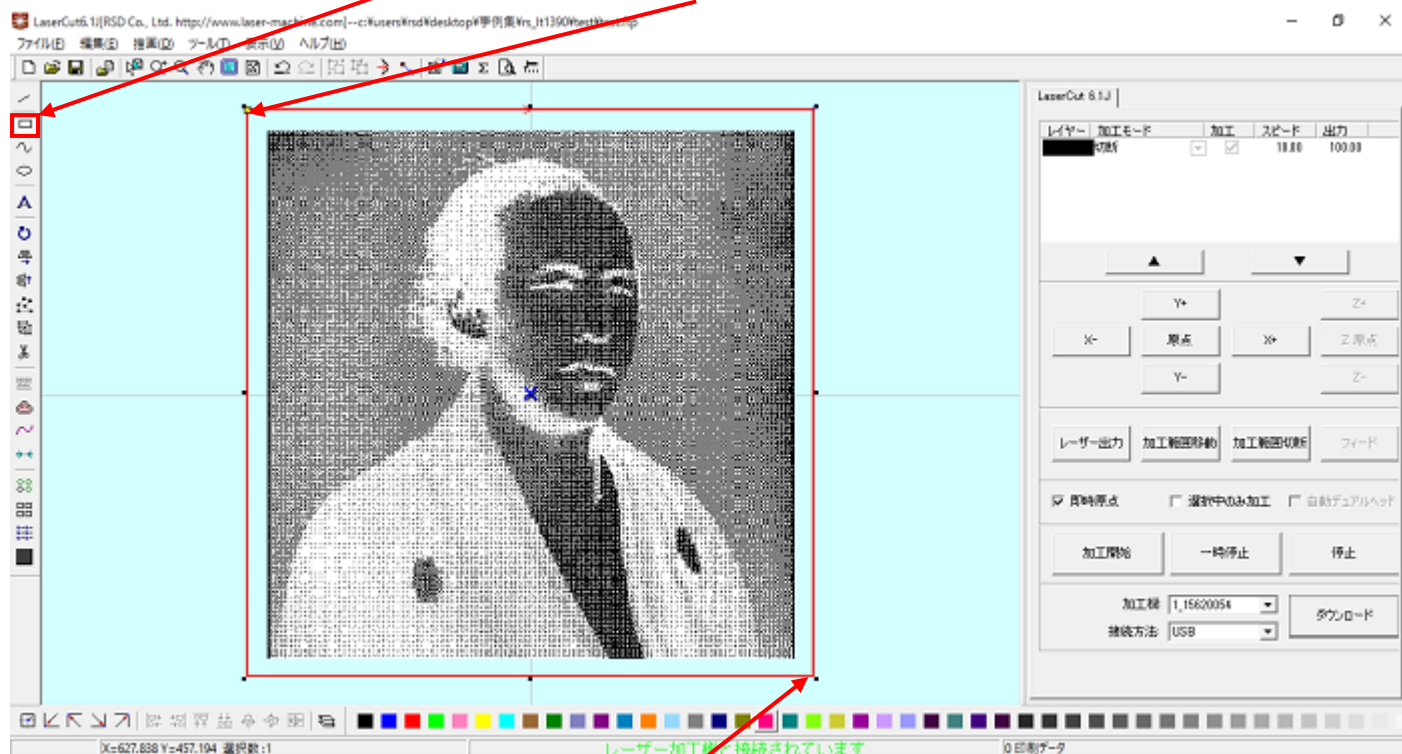 LaserCut6.1J[RSD Co., Ltd. http://www.laser-machine.com]--c:¥users¥rsd¥desktop¥事例集¥rs_lt1390¥test¥test.
ファイル(F) 編集(E) 描画(D) ツール(T) 表示(V) ヘルプ(H)
LaserCut 6.1J
レイヤー 加工モード 加工 スピード 出力
切断 10.00 100.00
▲ ▼
Y+ Z+
X- 原点 X+ Z 原点
Y- Z-
レーザー出力 加工範囲移動 加工範囲切断 フィード
即時原点 選択中のみ加工 自動デュアルヘッド
加工開始 一時停止 停止
加工機 1_15620054
ダウンロード
接続方法: USB
X=627.838 Y=457.194 選択数:1 レーザー加工機と接続されています 0 印刷データ